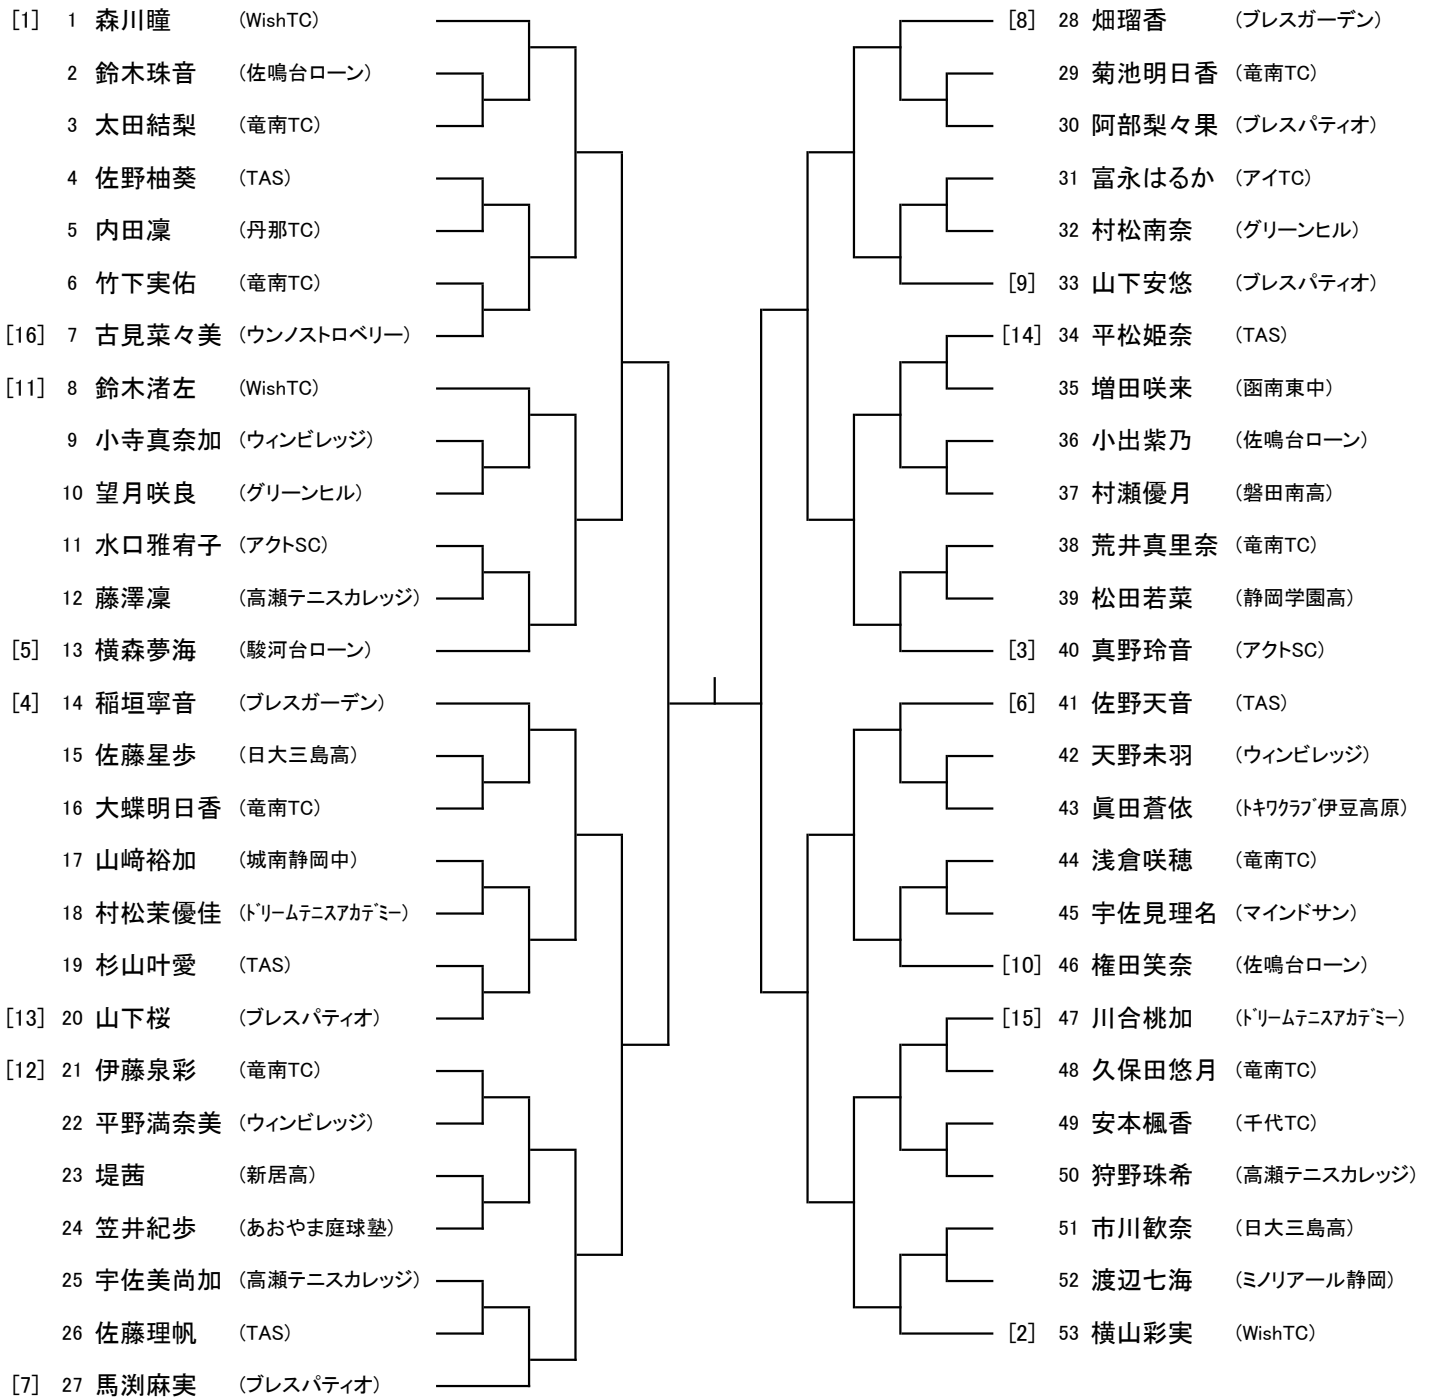 [1] 1 森川瞳 (WishTC)
2 鈴木珠音 (佐鳴台ローン)
3 太田結梨 (竜南TC)
4 佐野柚葵 (TAS)
5 内田凜 (丹那TC)
6 竹下実佑 (竜南TC)
[16] 7 古見菜々美 (ウンノストロベリー)
[11] 8 鈴木渚左 (WishTC)
9 小寺真奈加 (ウィンビレッジ)
10 望月咲良 (グリーンヒル)
11 水口雅宥子 (アクトSC)
12 藤澤凜 (高瀬テニスカレッジ)
[5] 13 横森夢海 (駿河台ローン)
[4] 14 稲垣寧音 (ブレスガーデン)
15 佐藤星歩 (日大三島高)
16 大蝶明日香 (竜南TC)
17 山﨑裕加 (城南静岡中)
18 村松茉優佳 (ﾄﾞﾘｰﾑﾃﾆｽｱｶﾃﾞﾐｰ)
19 杉山叶愛 (TAS)
[13] 20 山下桜 (ブレスパティオ)
[12] 21 伊藤泉彩 (竜南TC)
22 平野満奈美 (ウィンビレッジ)
23 堤茜 (新居高)
24 笠井紀歩 (あおやま庭球塾)
25 宇佐美尚加 (高瀬テニスカレッジ)
26 佐藤理帆 (TAS)
[7] 27 馬渕麻実 (ブレスパティオ)
[8] 28 畑瑠香 (ブレスガーデン)
29 菊池明日香 (竜南TC)
30 阿部梨々果 (ブレスパティオ)
31 富永はるか (アイTC)
32 村松南奈 (グリーンヒル)
[9] 33 山下安悠 (ブレスパティオ)
[14] 34 平松姫奈 (TAS)
35 増田咲来 (函南東中)
36 小出紫乃 (佐鳴台ローン)
37 村瀬優月 (磐田南高)
38 荒井真里奈 (竜南TC)
39 松田若菜 (静岡学園高)
[3] 40 真野玲音 (アクトSC)
[6] 41 佐野天音 (TAS)
42 天野未羽 (ウィンビレッジ)
43 眞田蒼依 (ﾄｷﾜｸﾗﾌﾞ伊豆高原)
44 浅倉咲穂 (竜南TC)
45 宇佐見理名 (マインドサン)
[10] 46 権田笑奈 (佐鳴台ローン)
[15] 47 川合桃加 (ﾄﾞﾘｰﾑﾃﾆｽｱｶﾃﾞﾐｰ)
48 久保田悠月 (竜南TC)
49 安本楓香 (千代TC)
50 狩野珠希 (高瀬テニスカレッジ)
51 市川歓奈 (日大三島高)
52 渡辺七海 (ミノリアール静岡)
[2] 53 横山彩実 (WishTC)